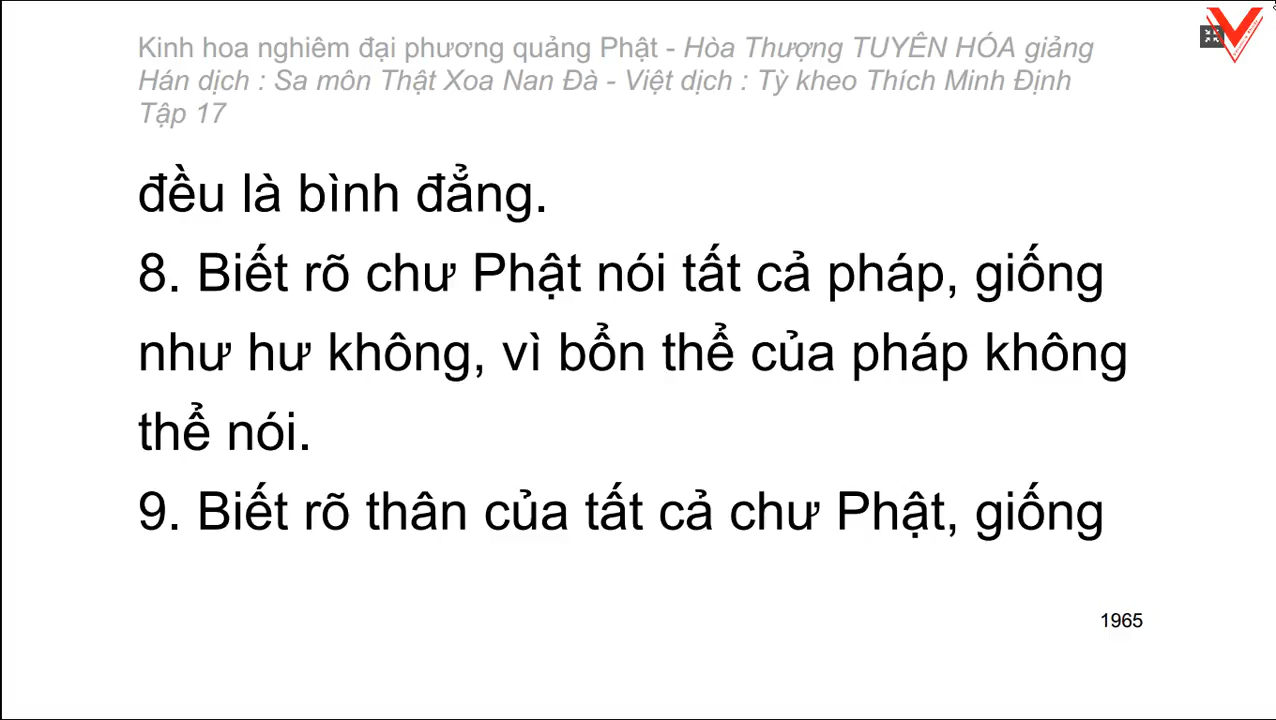 Kinh hoa nghiêm đại phương quảng Phật - Hòa Thượng TUYÊN HÓA giảng
Hán dịch : Sa môn Thật Xoa Nan Đà - Việt dịch : Tỳ kheo Thích Minh Định
Tập 17
đều là bình đẳng.
8. Biết rõ chư Phật nói tất cả pháp, giống
như hư không, vì bổn thể của pháp không
thể nói.
9. Biết rõ thân của tất cả chư Phật, giống
1965